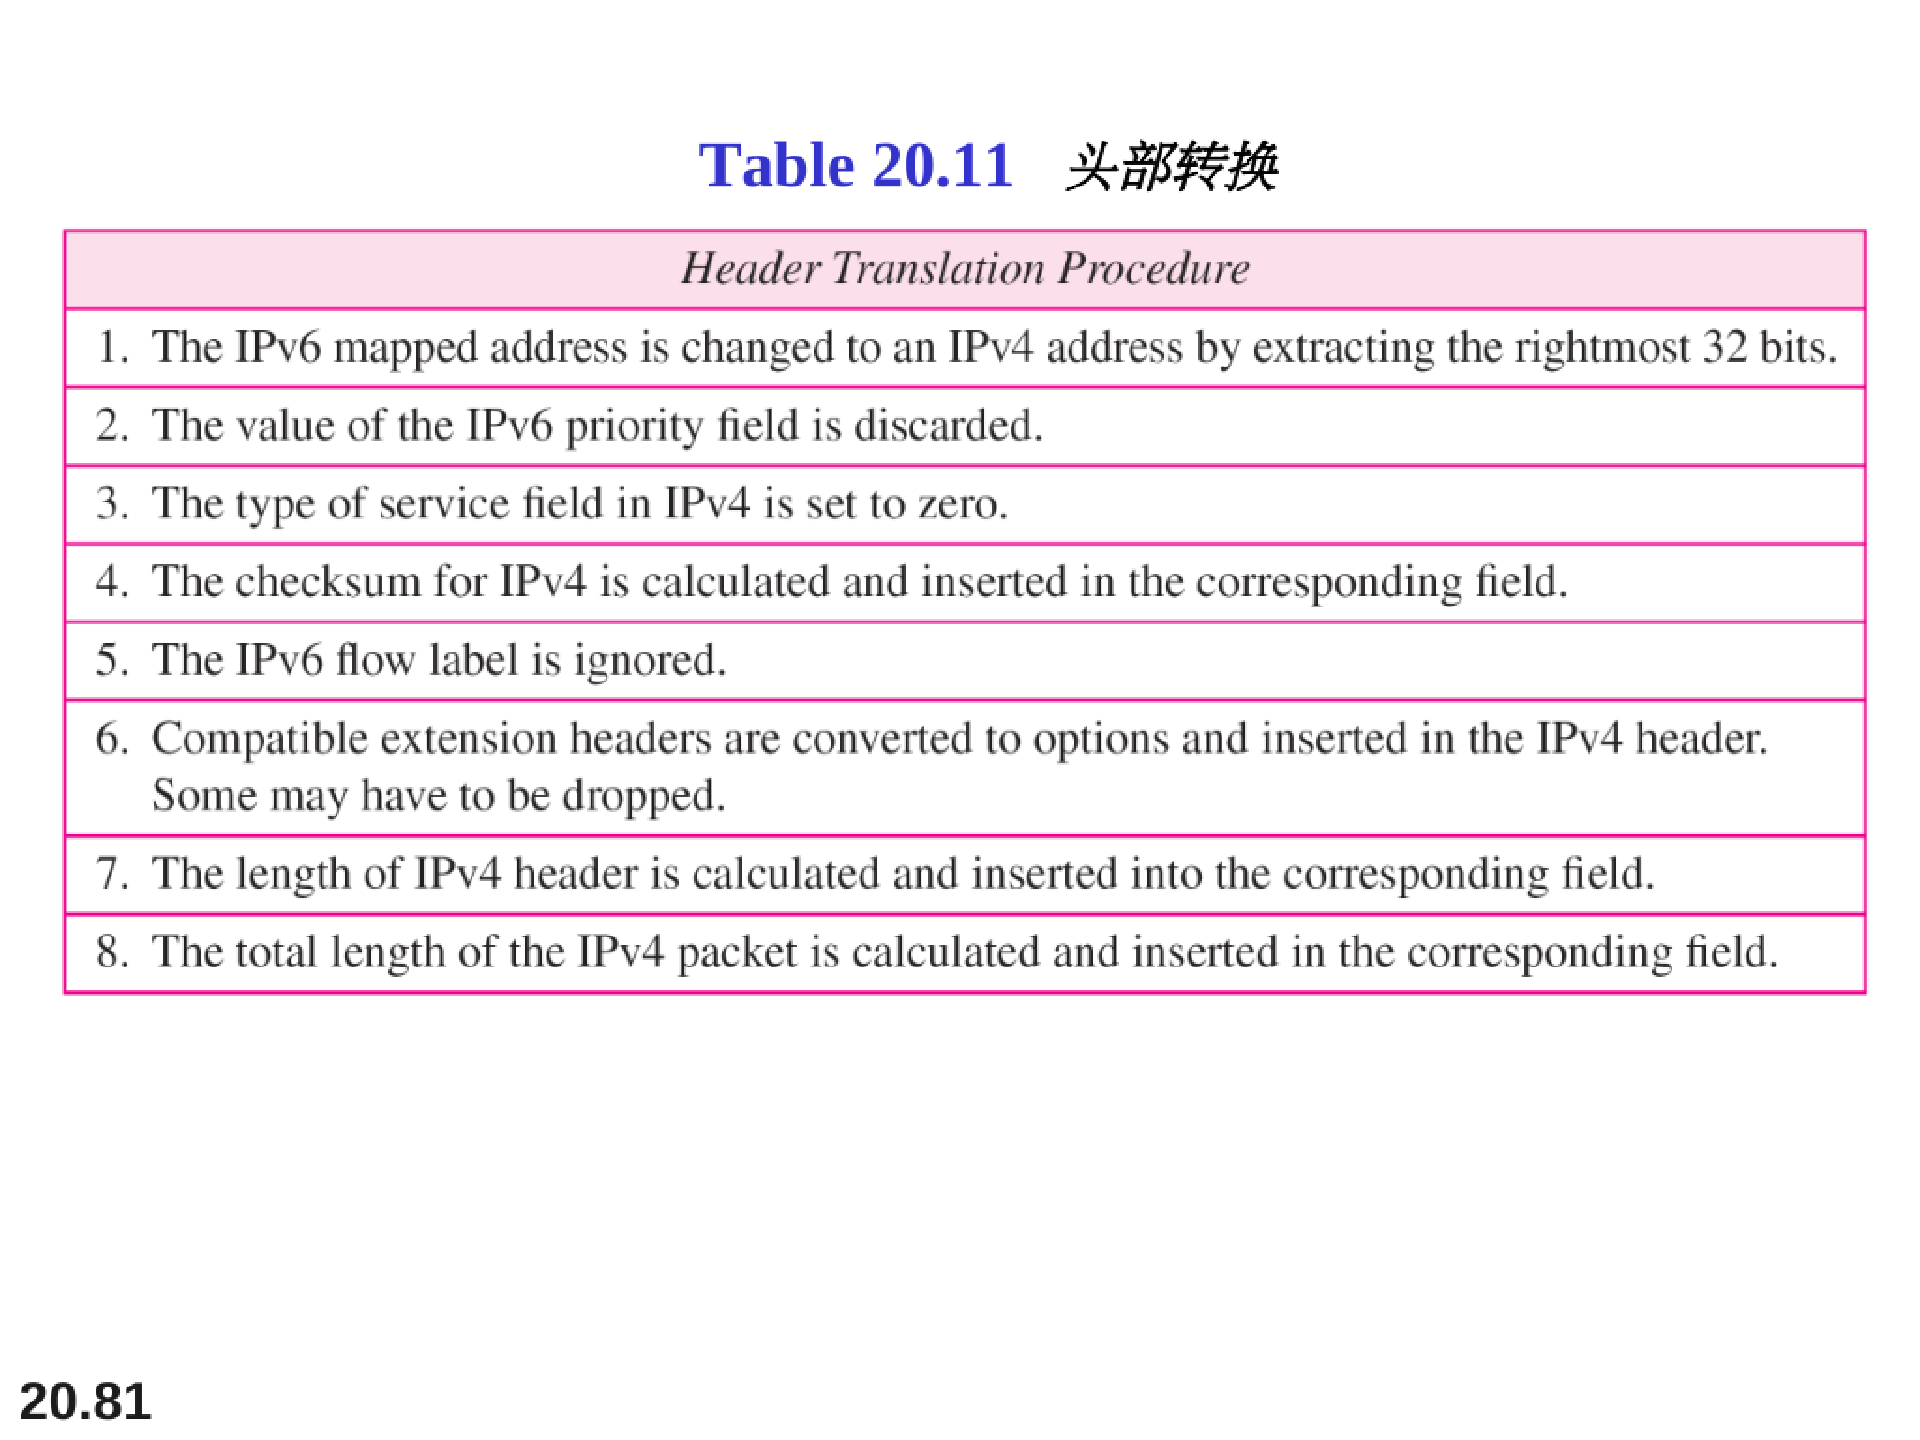 Table 20.11 头部转换
Header Translation Procedure
1. The IPv6 mapped address is changed to an IPv4 address by extracting the rightmost 32 bits.
2. The value of the IPv6 priority field is discarded.
3. The type of service field in IPv4 is set to zero.
4. The checksum for IPv4 is calculated and inserted in the corresponding field.
5. The IPv6 flow label is ignored.
6. Compatible extension headers are converted to options and inserted in the IPv4 header.
Some may have to be dropped.
7. The length of IPv4 header is calculated and inserted into the corresponding field.
8. The total length of the IPv4 packet is calculated and inserted in the corresponding field.
20.81